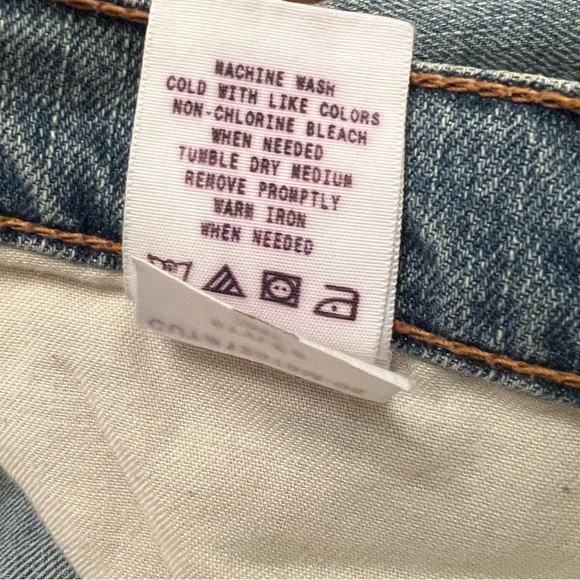 MACHINE WASH
COLD WITH LIKE COLORS
NON-CHLORINE BLEACH
WHEN NEEDED
TUMBLE DRY MEDIUM
REMOVE PROMPTLY
WARM IRON
WHEN NEEDED